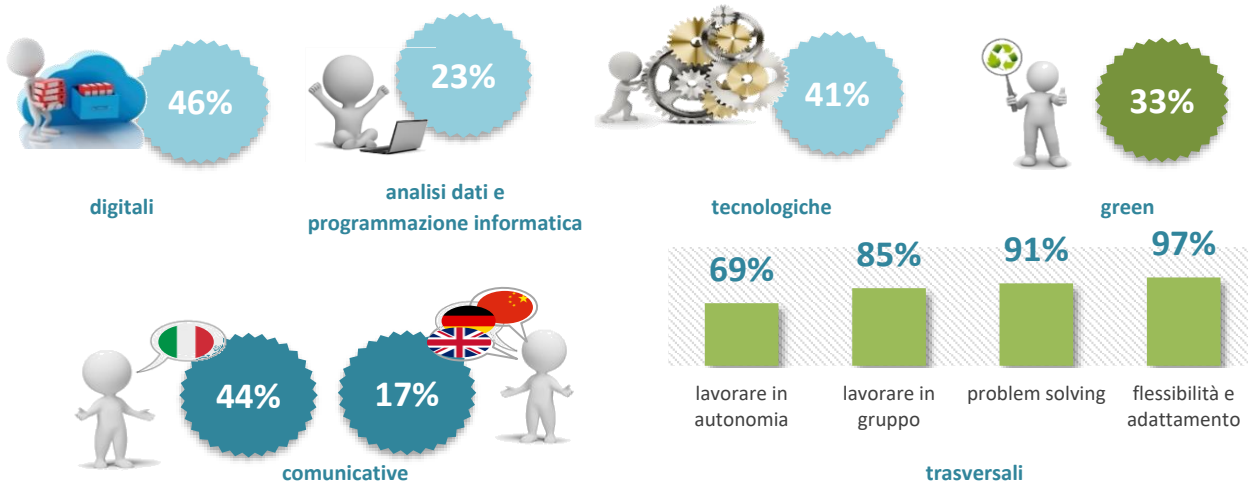 46%
23%
41%
33%
digitali
analisi dati e
programmazione informatica
tecnologiche
green
69%
85%
91%
97%
lavorare in
autonomia
lavorare in
gruppo
problem solving
flessibilità e
adattamento
44%
17%
comunicative
trasversali